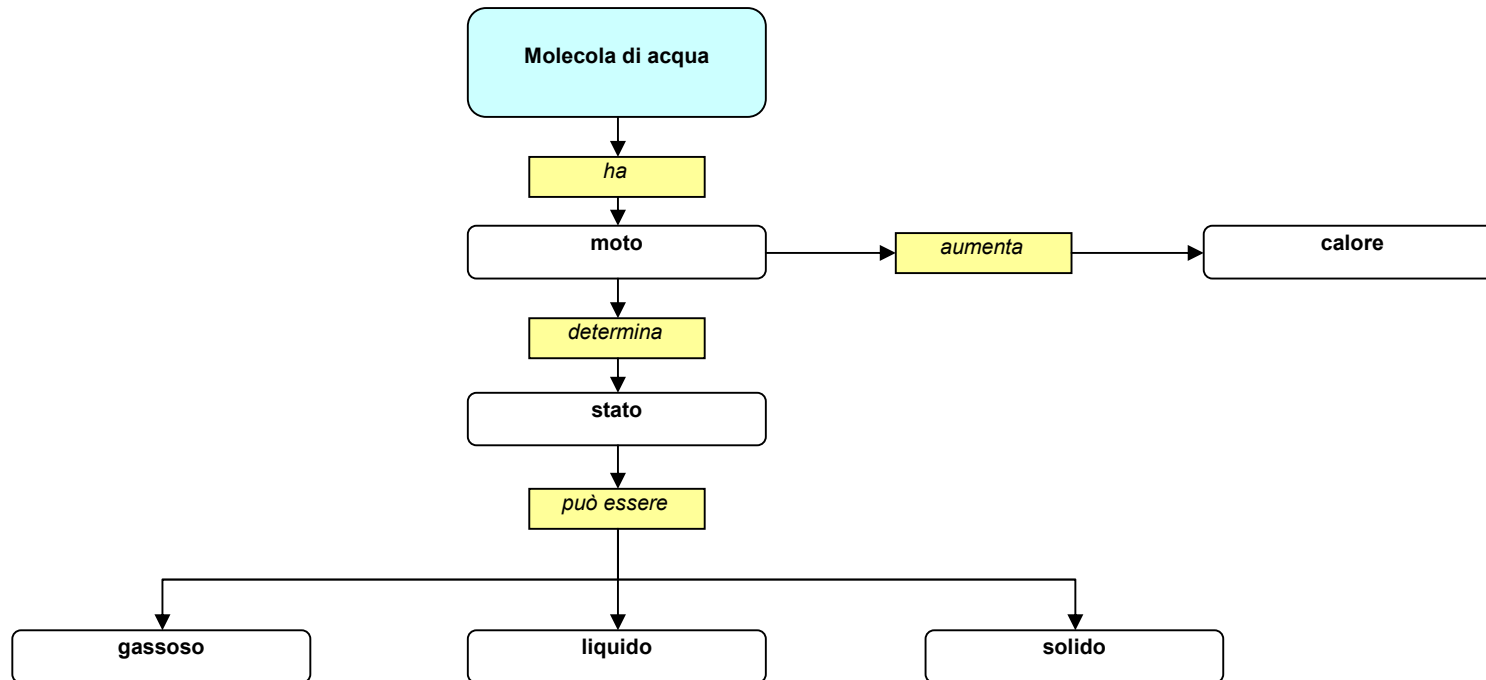 Molecola di acqua
ha
moto
aumenta
calore
determina
stato
può essere
gassoso
liquido
solido